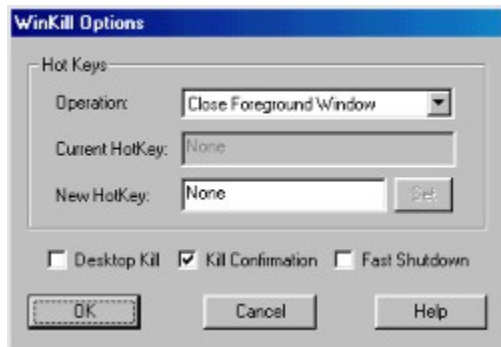 WinKill Options
Hot Keys
Operation: Close Foreground Window
Current HotKey: None
New HotKey: None Set
Desktop Kill Kill Confirmation Fast Shutdown
OK Cancel Help